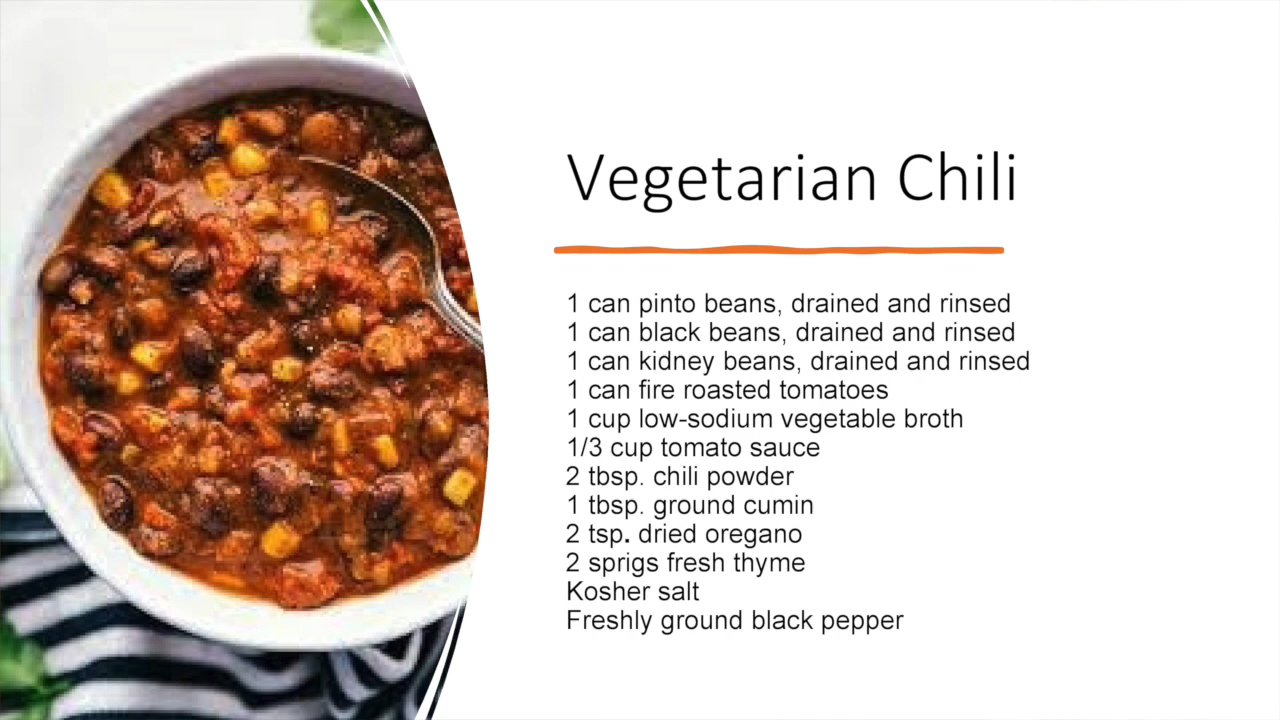 Vegetarian Chili
1 can pinto beans, drained and rinsed
1 can black beans, drained and rinsed
1 can kidney beans, drained and rinsed
1 can fire roasted tomatoes
1 cup low-sodium vegetable broth
1/3 cup tomato sauce
2 tbsp. chili powder
1 tbsp. ground cumin
2 tsp. dried oregano
2 sprigs fresh thyme
Kosher salt
Freshly ground black pepper